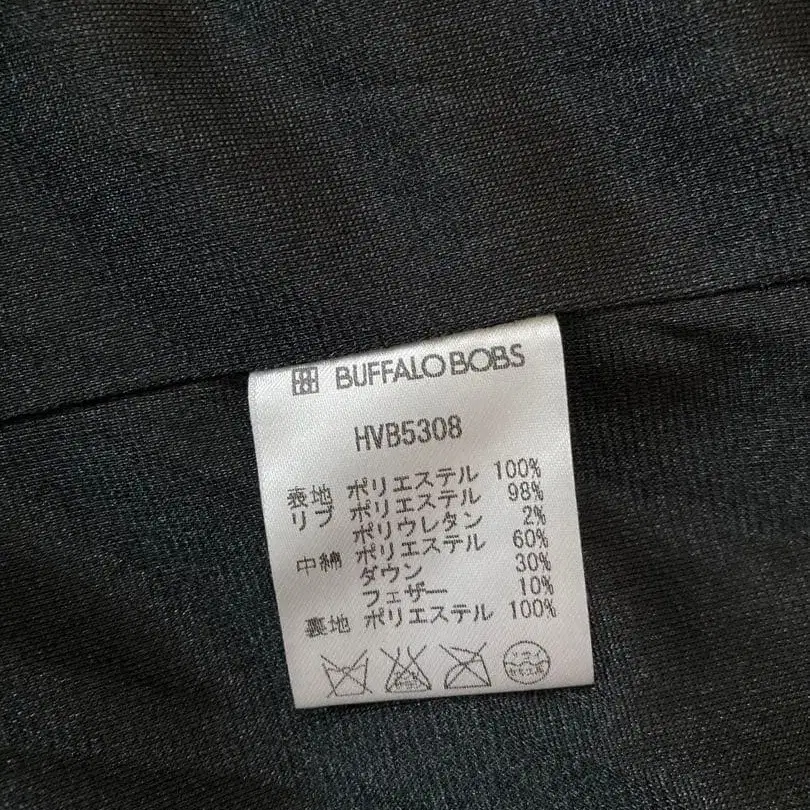 BUFFALO BOBS
HVB5308
表地 ポリエステル 100%
リブ ポリエステル 98%
ポリウレタン 2%
中綿 ポリエステル 60%
ダウン 30%
フェザー 10%
裏地 ポリエステル 100%